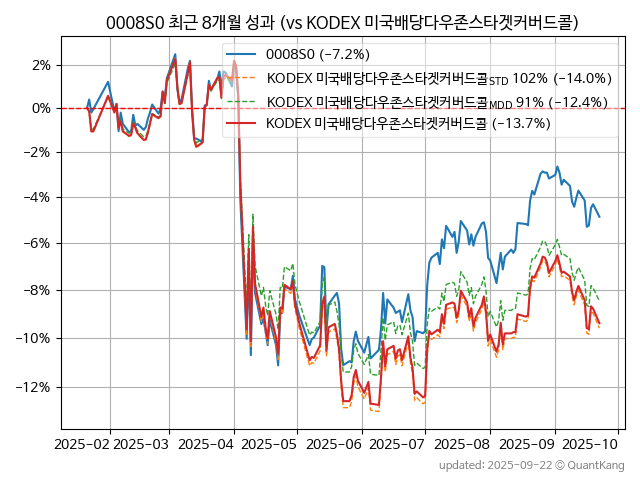 0008S0 최근 8개월 성과 (vs KODEX 미국배당다우존스타겟커버드콜)
0008S0 (−7.2%)
KODEX 미국배당다우존스타겟커버드콜STD 102% (−14.0%)
KODEX 미국배당다우존스타겟커버드콜MDD 91% (−12.4%)
KODEX 미국배당다우존스타겟커버드콜 (−13.7%)
2%
0%
−2%
−4%
−6%
−8%
−10%
−12%
2025-02 2025-03 2025-04 2025-05 2025-06 2025-07 2025-08 2025-09 2025-10
updated: 2025-09-22 © QuantKang